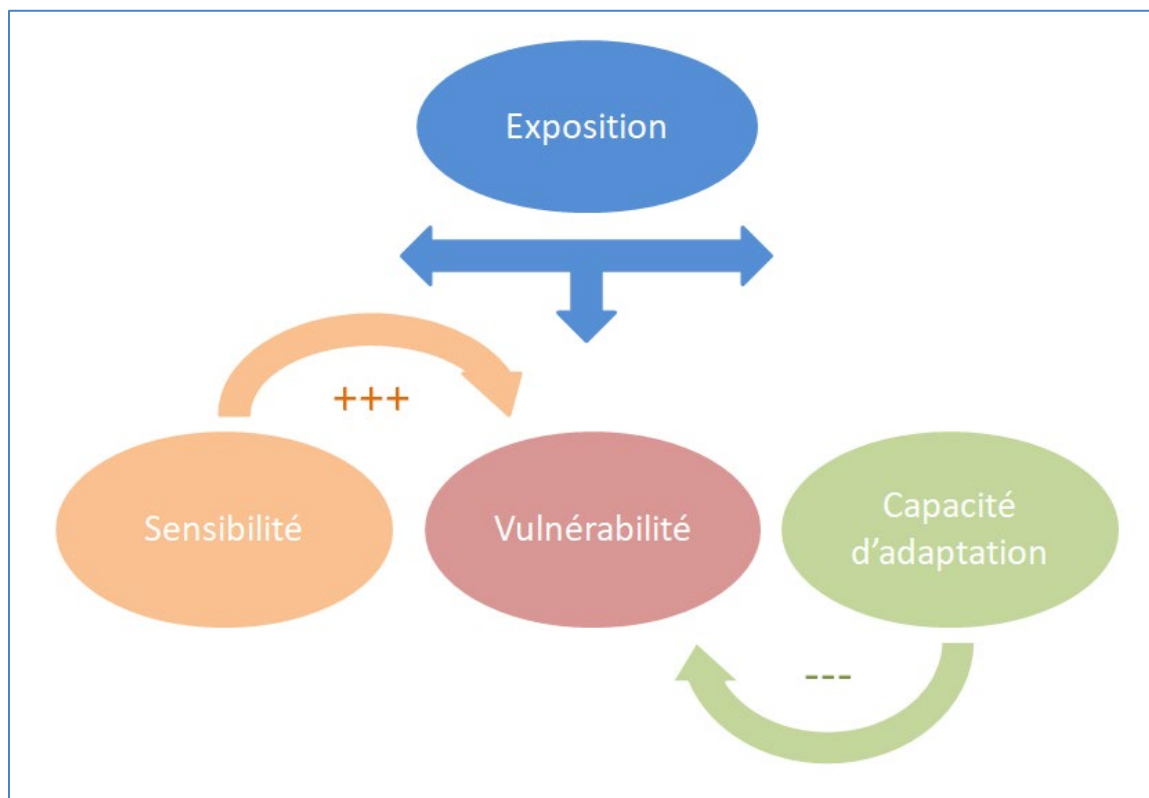 Exposition
+++
Sensibilité
Vulnérabilité
Capacité
d’adaptation
---